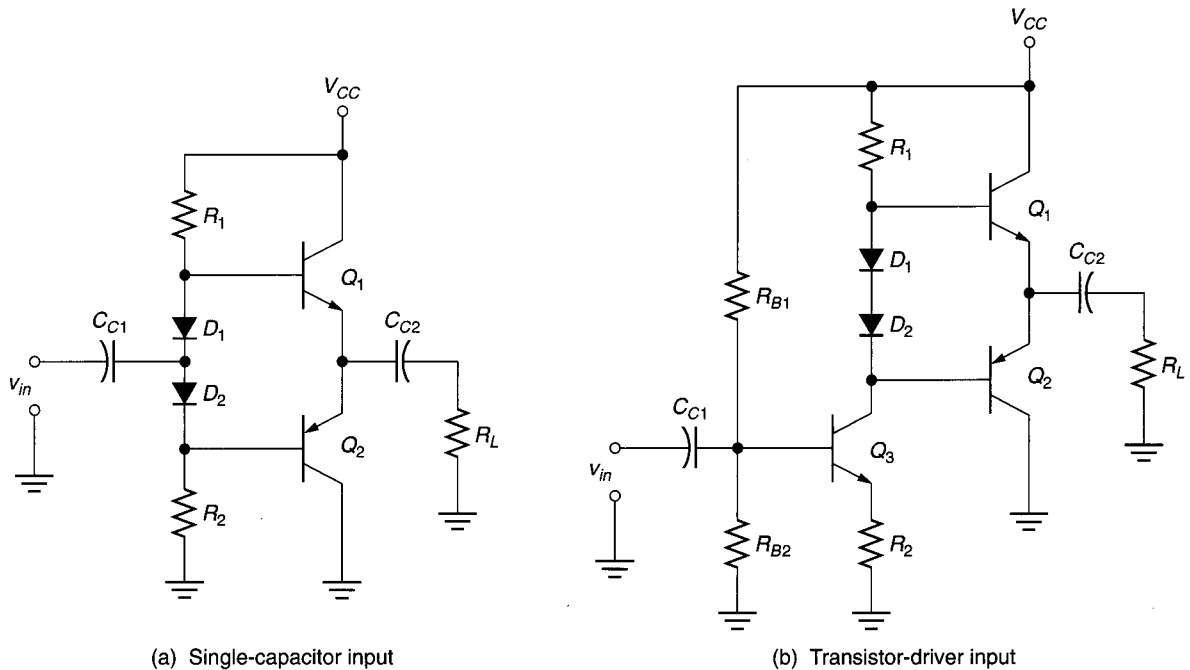 V_CC
R_1
Q_1
D_1
C_C1
C_C2
v_in
D_2
Q_2
R_L
R_2
(a) Single-capacitor input
V_CC
R_1
Q_1
D_1
C_C2
R_B1
D_2
Q_2
R_L
C_C1
Q_3
v_in
R_B2
R_2
(b) Transistor-driver input